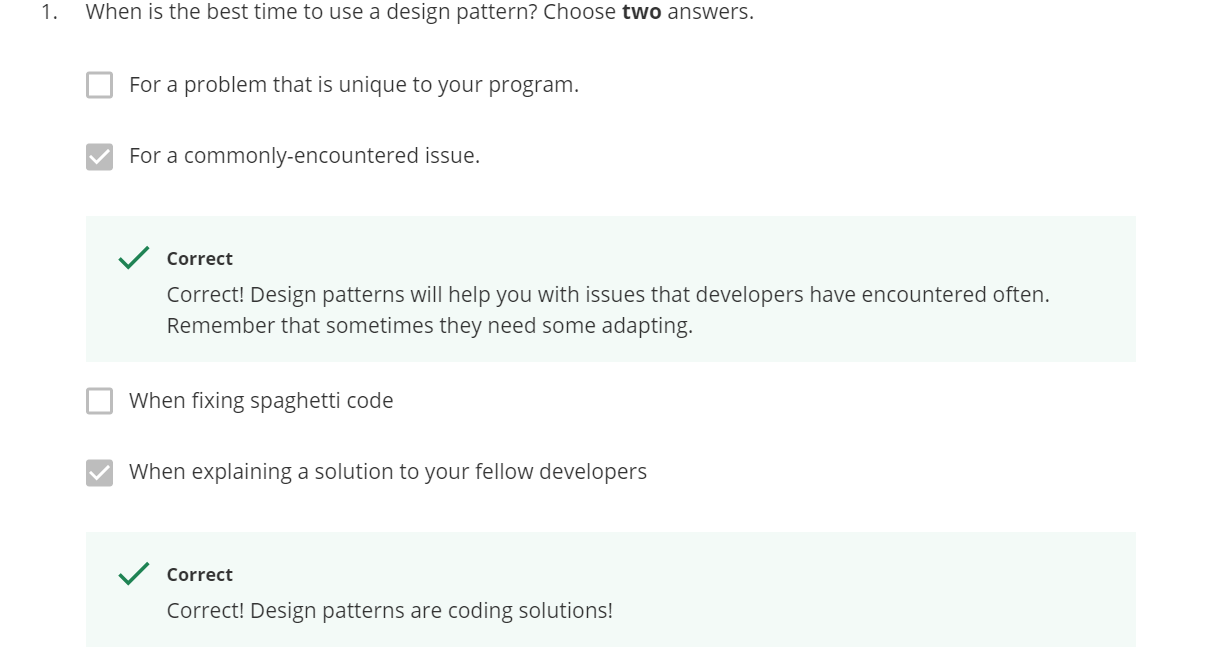 1. When is the best time to use a design pattern? Choose two answers.
For a problem that is unique to your program.
For a commonly-encountered issue.
Correct
Correct! Design patterns will help you with issues that developers have encountered often.
Remember that sometimes they need some adapting.
When fixing spaghetti code
When explaining a solution to your fellow developers
Correct
Correct! Design patterns are coding solutions!